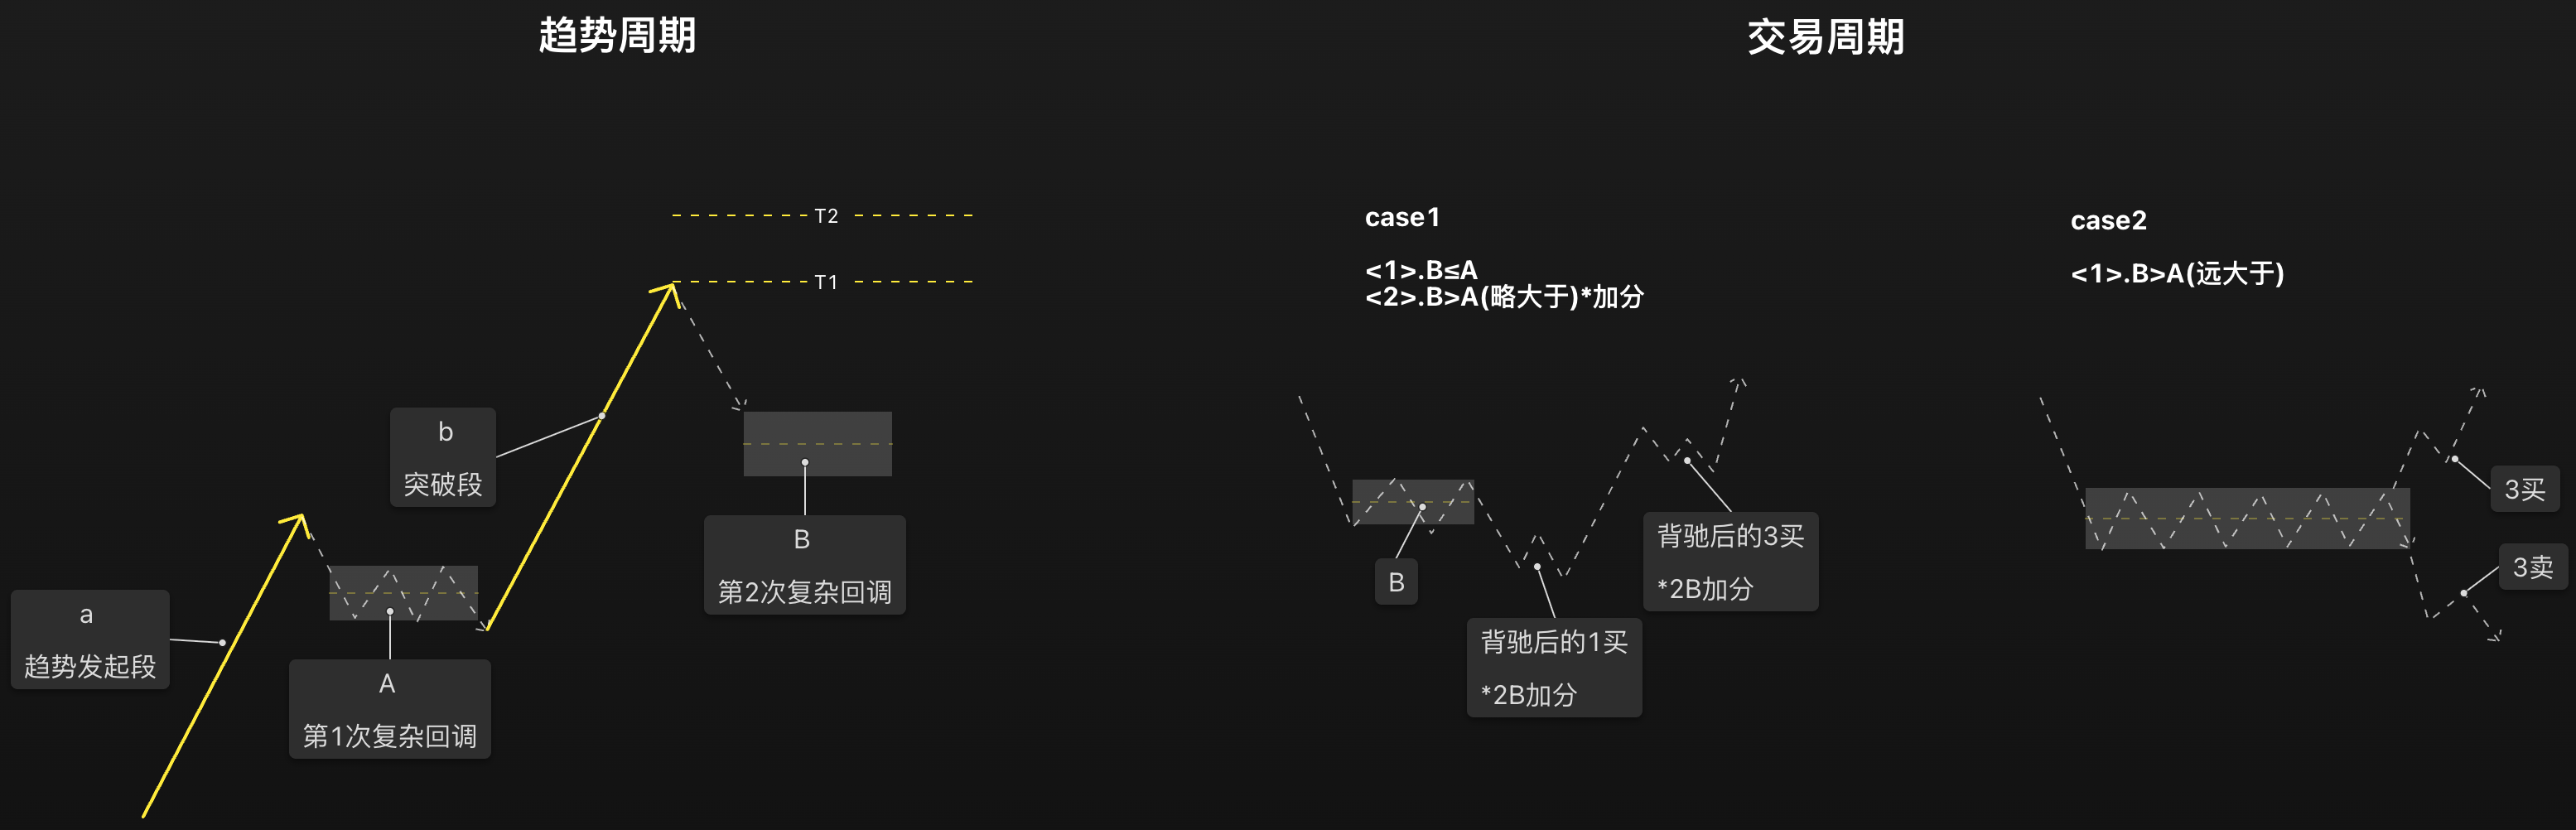 趋势周期
T2
T1
b
突破段
B
第2次复杂回调
a
趋势发起段
A
第1次复杂回调
交易周期
case1
<1>.B≤A
<2>.B>A(略大于)*加分
B
背驰后的3买
*2B加分
背驰后的1买
*2B加分
case2
<1>.B>A(远大于)
3买
3卖